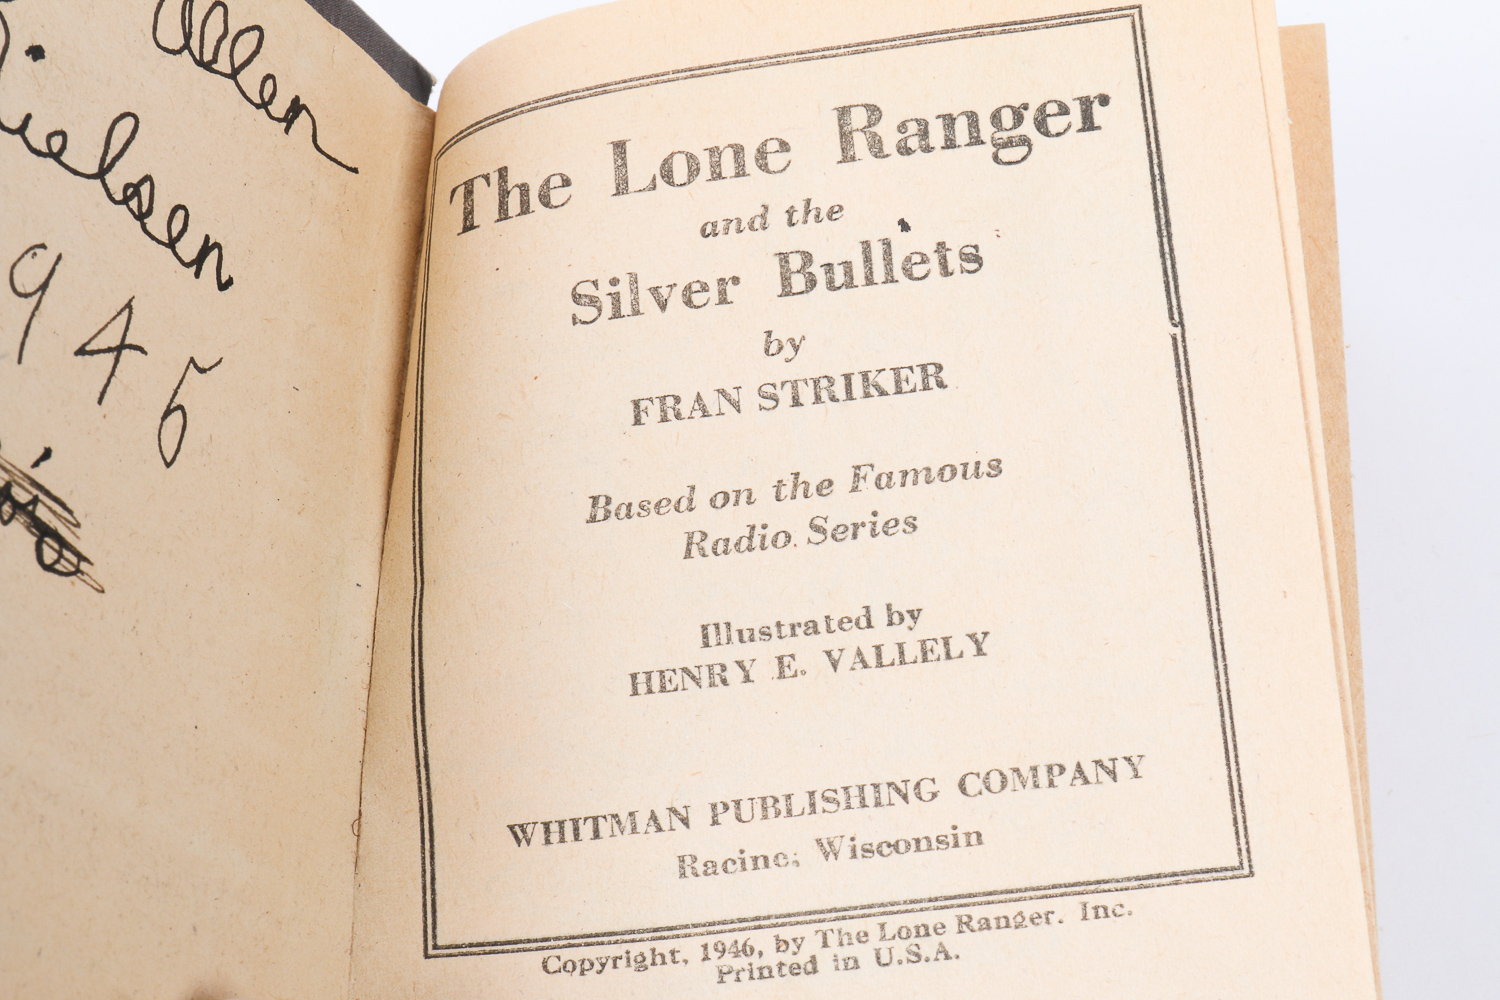 Allen
Nielsen
1945
The Lone Ranger
and the
Silver Bullets
by
FRAN STRIKER
Based on the Famous
Radio Series
Illustrated by
HENRY E. VALLELY
WHITMAN PUBLISHING COMPANY
Racine, Wisconsin
Copyright, 1946, by The Lone Ranger, Inc.
Printed in U.S.A.